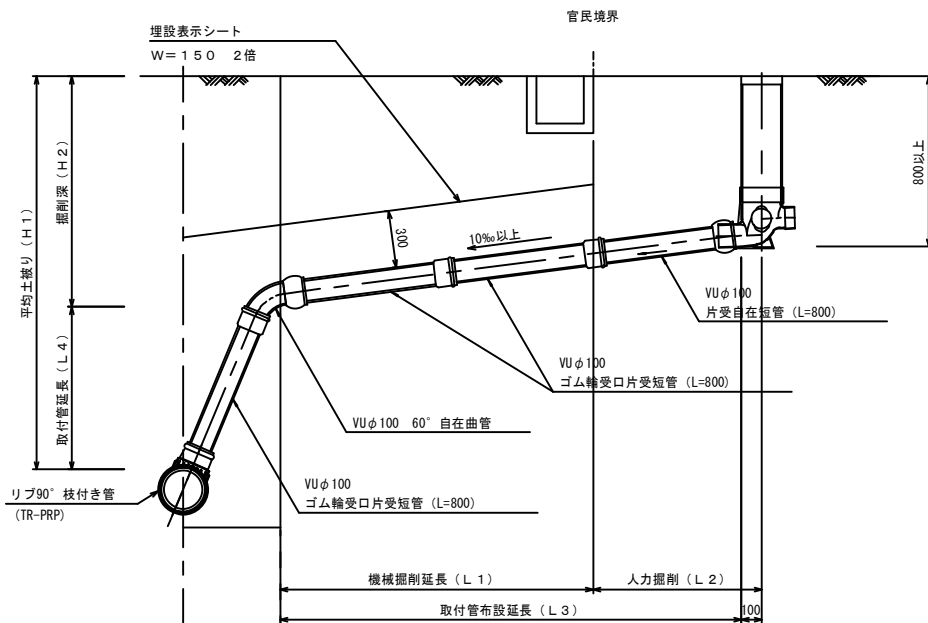 官民境界
埋設表示シート
W=150 2倍
平均土被り(H1)
掘削深(H2)
取付管延長(L4)
800以上
300
10‰以上
VUφ100
片受自在短管(L=800)
VUφ100
ゴム輪受口片受短管(L=800)
VUφ100 60°自在曲管
VUφ100
ゴム輪受口片受短管(L=800)
リブ90°枝付き管
(TR-PRP)
機械掘削延長(L1)
人力掘削(L2)
取付管布設延長(L3)
100